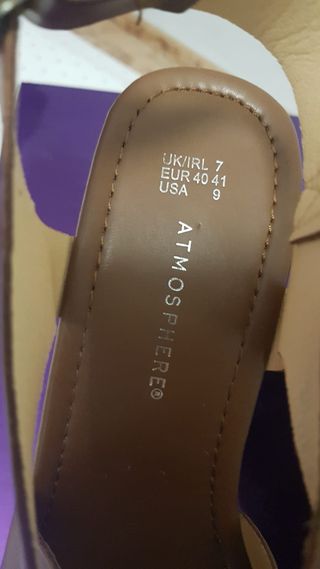 UK/IRL 7
EUR 40 41
USA 9
ATMOSPHERE®